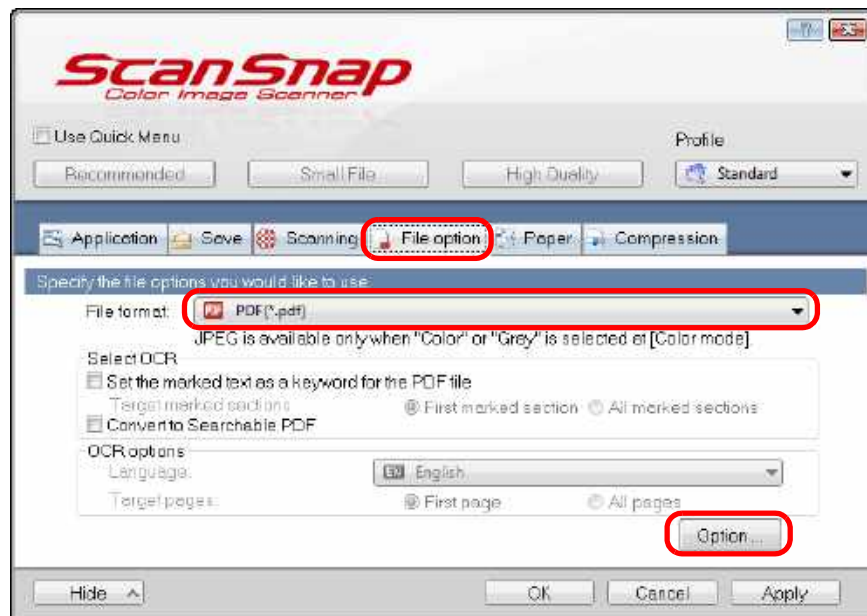 ScanSnap
Color Image Scanner
Use Quick Menu
Profile
Recommended Small File High Quality Standard
Application Save Scanning File option Paper Compression
Specify the file options you would like to use.
File format: PDF(*.pdf)
JPEG is available only when "Color" or "Gray" is selected at [Color mode].
Select OCR
Set the marked text as a keyword for the PDF file
Target marked sections First marked section All marked sections
Convert to Searchable PDF
OCR options
Language: English
Target pages: First page All pages
Option ...
Hide OK Cancel Apply